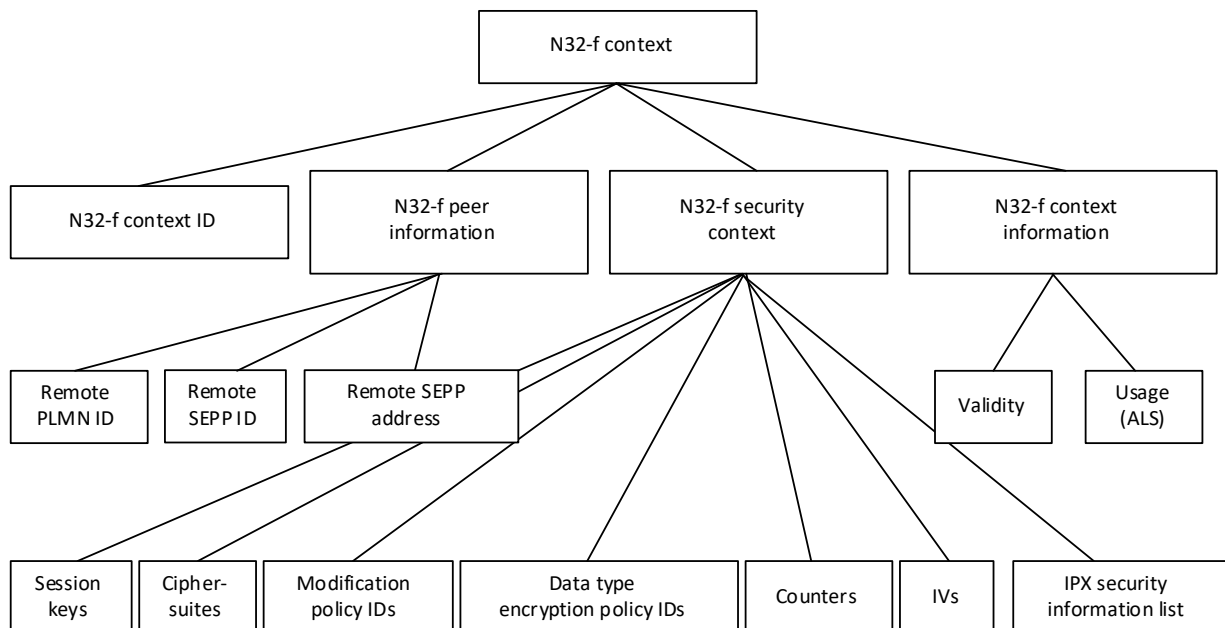 N32-f context
N32-f context ID
N32-f peer
information
N32-f security
context
N32-f context
information
Remote
PLMN ID
Remote
SEPP ID
Remote SEPP
address
Validity
Usage
(ALS)
Session
keys
Cipher-
suites
Modification
policy IDs
Data type
encryption policy IDs
Counters
IVs
IPX security
information list